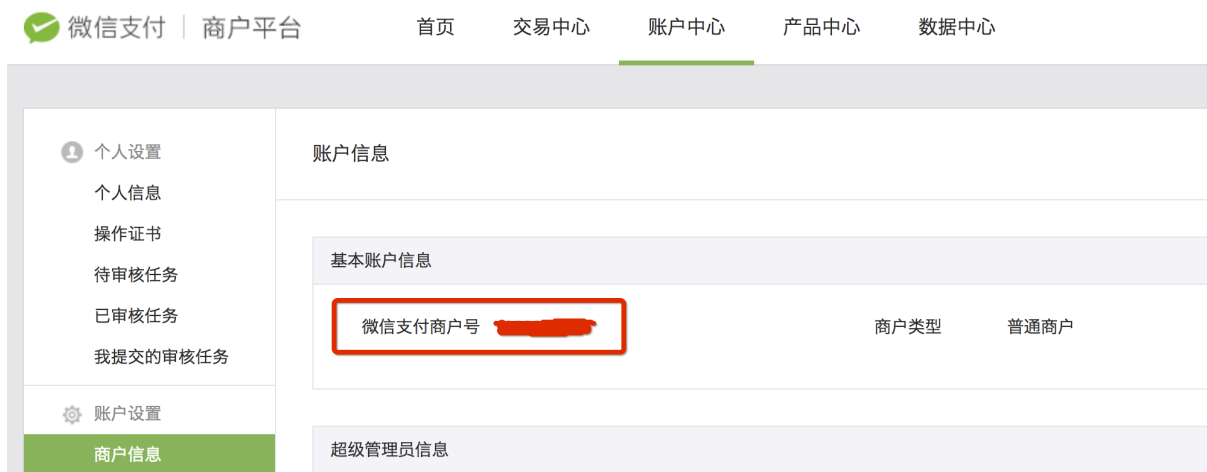 微信支付 | 商户平台 首页 交易中心 账户中心 产品中心 数据中心
个人设置
个人信息
操作证书
待审核任务
已审核任务
我提交的审核任务
账户设置
商户信息
账户信息
基本账户信息
微信支付商户号 商户类型 普通商户
超级管理员信息